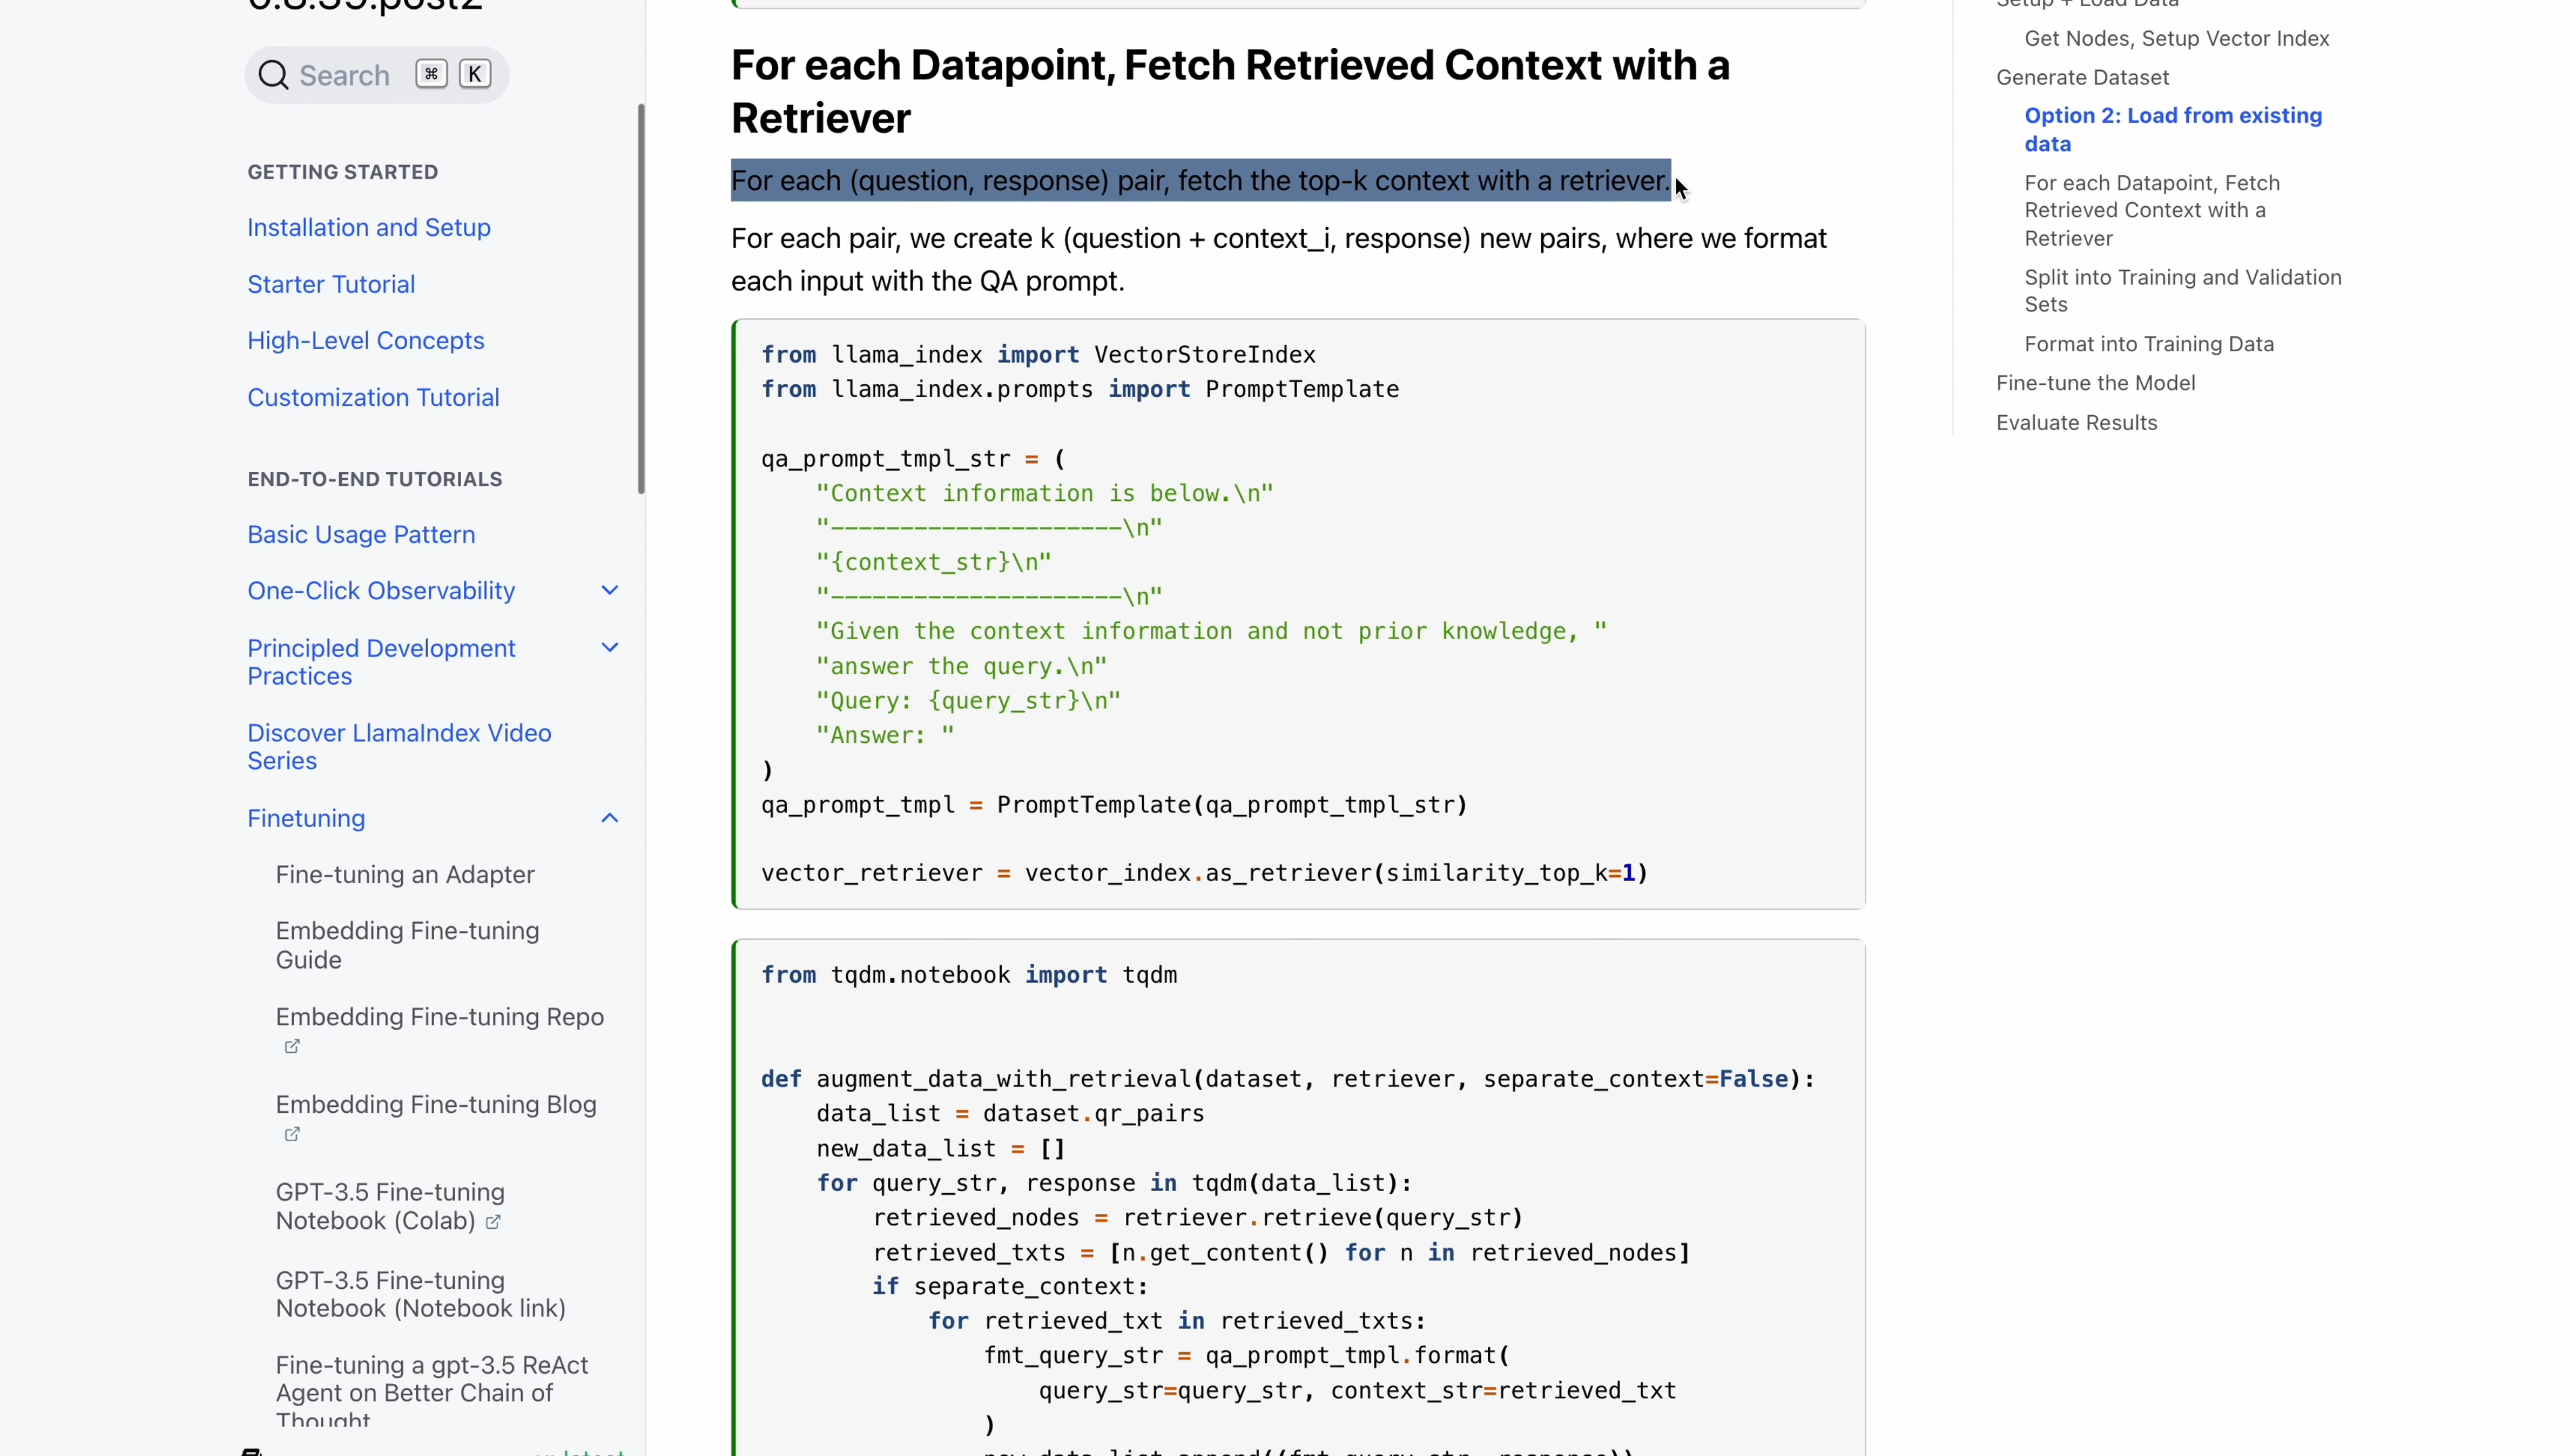 Search ⌘ K
GETTING STARTED
Installation and Setup
Starter Tutorial
High-Level Concepts
Customization Tutorial
END-TO-END TUTORIALS
Basic Usage Pattern
One-Click Observability
Principled Development
Practices
Discover LlamaIndex Video
Series
Finetuning
Fine-tuning an Adapter
Embedding Fine-tuning
Guide
Embedding Fine-tuning Repo
Embedding Fine-tuning Blog
GPT-3.5 Fine-tuning
Notebook (Colab)
GPT-3.5 Fine-tuning
Notebook (Notebook link)
Fine-tuning a gpt-3.5 ReAct
Agent on Better Chain of
Thought
For each Datapoint, Fetch Retrieved Context with a
Retriever
For each (question, response) pair, fetch the top-k context with a retriever.
For each pair, we create k (question + context_i, response) new pairs, where we format
each input with the QA prompt.
from llama_index import VectorStoreIndex
from llama_index.prompts import PromptTemplate
qa_prompt_tmpl_str = (
    "Context information is below.\n"
    "---------------------\n"
    "{context_str}\n"
    "---------------------\n"
    "Given the context information and not prior knowledge, "
    "answer the query.\n"
    "Query: {query_str}\n"
    "Answer: "
)
qa_prompt_tmpl = PromptTemplate(qa_prompt_tmpl_str)
vector_retriever = vector_index.as_retriever(similarity_top_k=1)
from tqdm.notebook import tqdm
def augment_data_with_retrieval(dataset, retriever, separate_context=False):
    data_list = dataset.qr_pairs
    new_data_list = []
    for query_str, response in tqdm(data_list):
        retrieved_nodes = retriever.retrieve(query_str)
        retrieved_txts = [n.get_content() for n in retrieved_nodes]
        if separate_context:
            for retrieved_txt in retrieved_txts:
                fmt_query_str = qa_prompt_tmpl.format(
                    query_str=query_str, context_str=retrieved_txt
                )
                new_data_list.append((fmt_query_str, response))
Setup + Load Data
Get Nodes, Setup Vector Index
Generate Dataset
Option 2: Load from existing
data
For each Datapoint, Fetch
Retrieved Context with a
Retriever
Split into Training and Validation
Sets
Format into Training Data
Fine-tune the Model
Evaluate Results